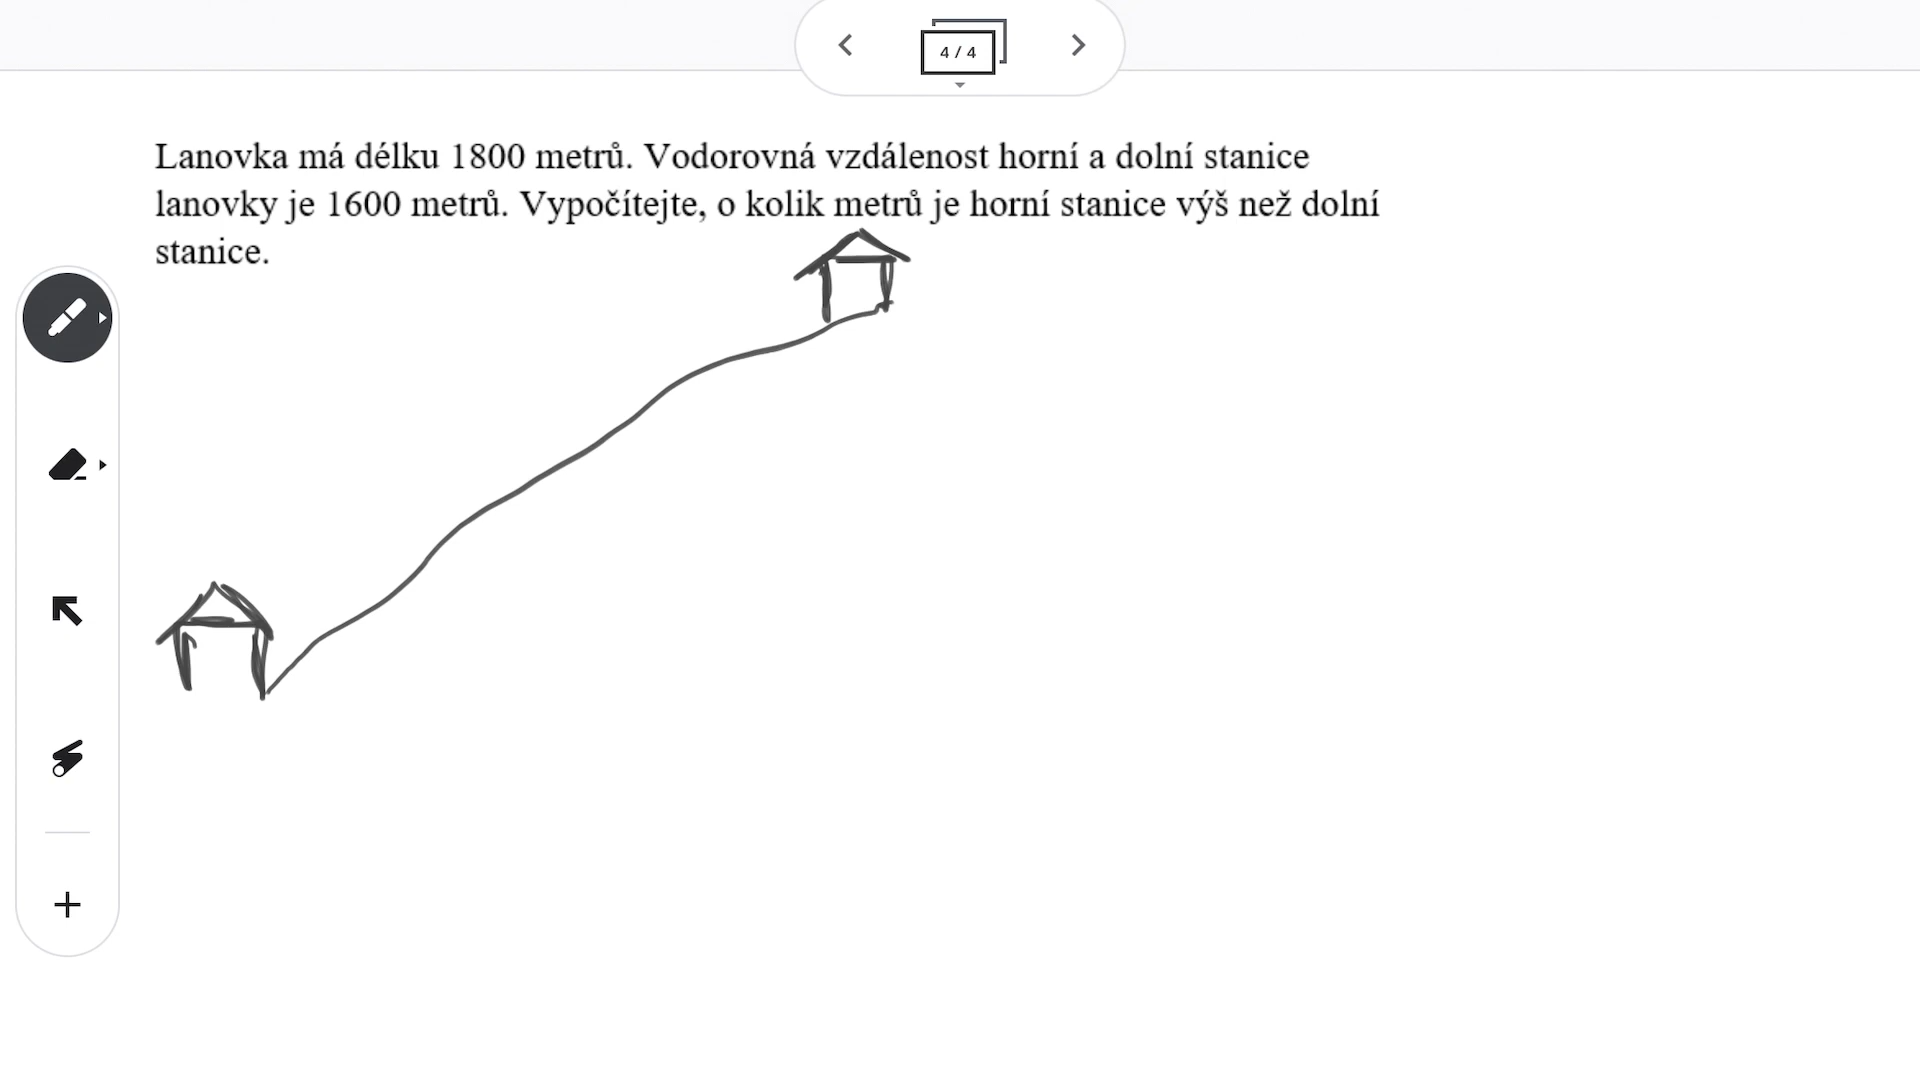 4 / 4
Lanovka má délku 1800 metrů. Vodorovná vzdálenost horní a dolní stanice
lanovky je 1600 metrů. Vypočítejte, o kolik metrů je horní stanice výš než dolní
stanice.